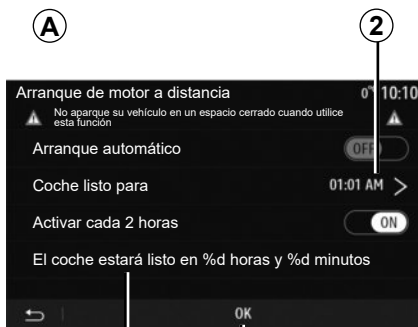 A
2
Arranque de motor a distancia 0° 10:10
No aparque su vehículo en un espacio cerrado cuando utilice
esta función
Arranque automático OFF
Coche listo para 01:01 AM >
Activar cada 2 horas ON
El coche estará listo en %d horas y %d minutos
OK